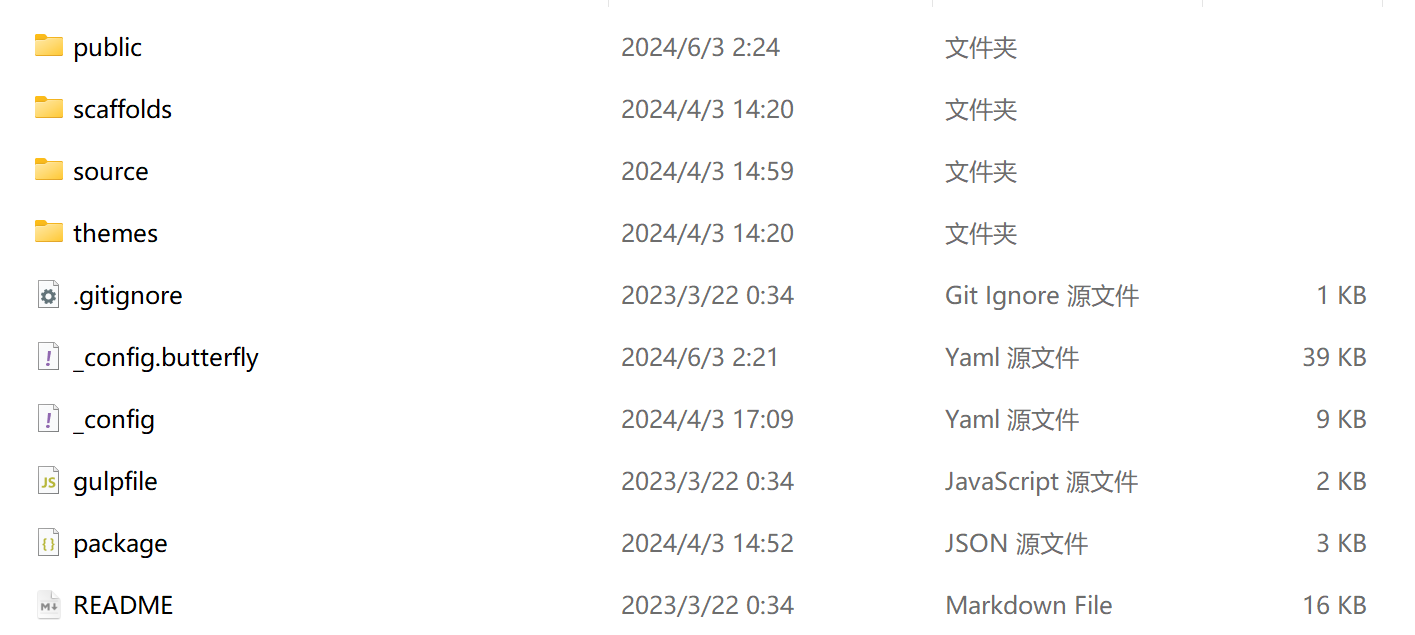 public 2024/6/3 2:24 文件夹
scaffolds 2024/4/3 14:20 文件夹
source 2024/4/3 14:59 文件夹
themes 2024/4/3 14:20 文件夹
.gitignore 2023/3/22 0:34 Git Ignore 源文件 1 KB
_config.butterfly 2024/6/3 2:21 Yaml 源文件 39 KB
_config 2024/4/3 17:09 Yaml 源文件 9 KB
JS gulpfile 2023/3/22 0:34 JavaScript 源文件 2 KB
package 2024/4/3 14:52 JSON 源文件 3 KB
M↓ README 2023/3/22 0:34 Markdown File 16 KB